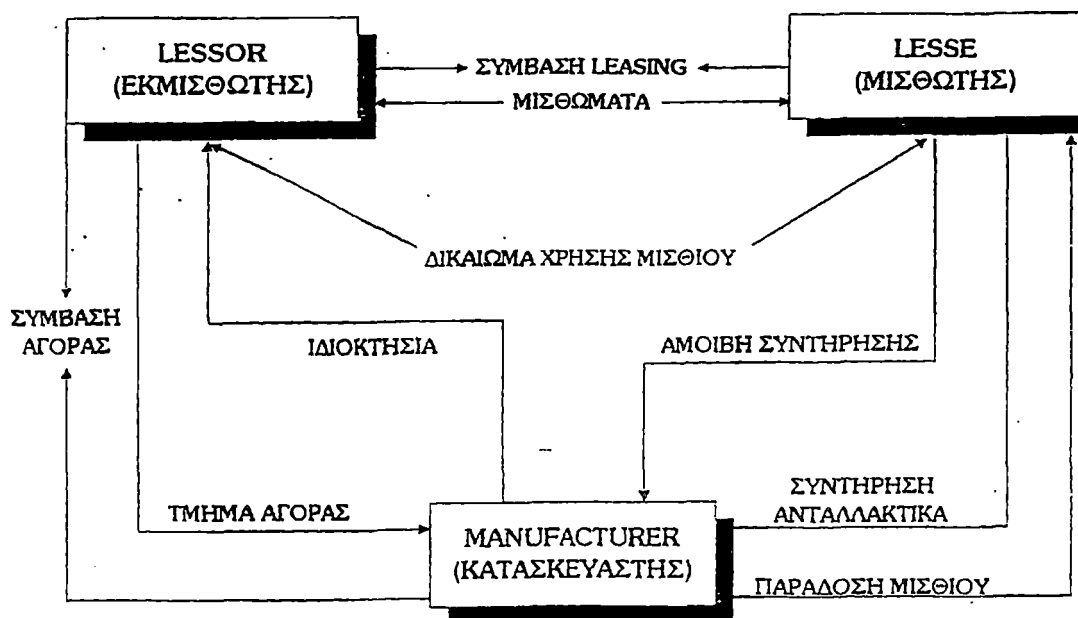 LESSOR
(ΕΚΜΙΣΘΩΤΗΣ)
ΣΥΜΒΑΣΗ LEASING
ΜΙΣΘΩΜΑΤΑ
LESSE
(ΜΙΣΘΩΤΗΣ)
ΔΙΚΑΙΩΜΑ ΧΡΗΣΗΣ ΜΙΣΘΙΟΥ
ΣΥΜΒΑΣΗ
ΑΓΟΡΑΣ
ΙΔΙΟΚΤΗΣΙΑ
ΑΜΟΙΒΗ ΣΥΝΤΗΡΗΣΗΣ
ΤΜΗΜΑ ΑΓΟΡΑΣ
MANUFACTURER
(ΚΑΤΑΣΚΕΥΑΣΤΗΣ)
ΣΥΝΤΗΡΗΣΗ
ΑΝΤΑΛΛΑΚΤΙΚΑ
ΠΑΡΑΔΟΣΗ ΜΙΣΘΙΟΥ